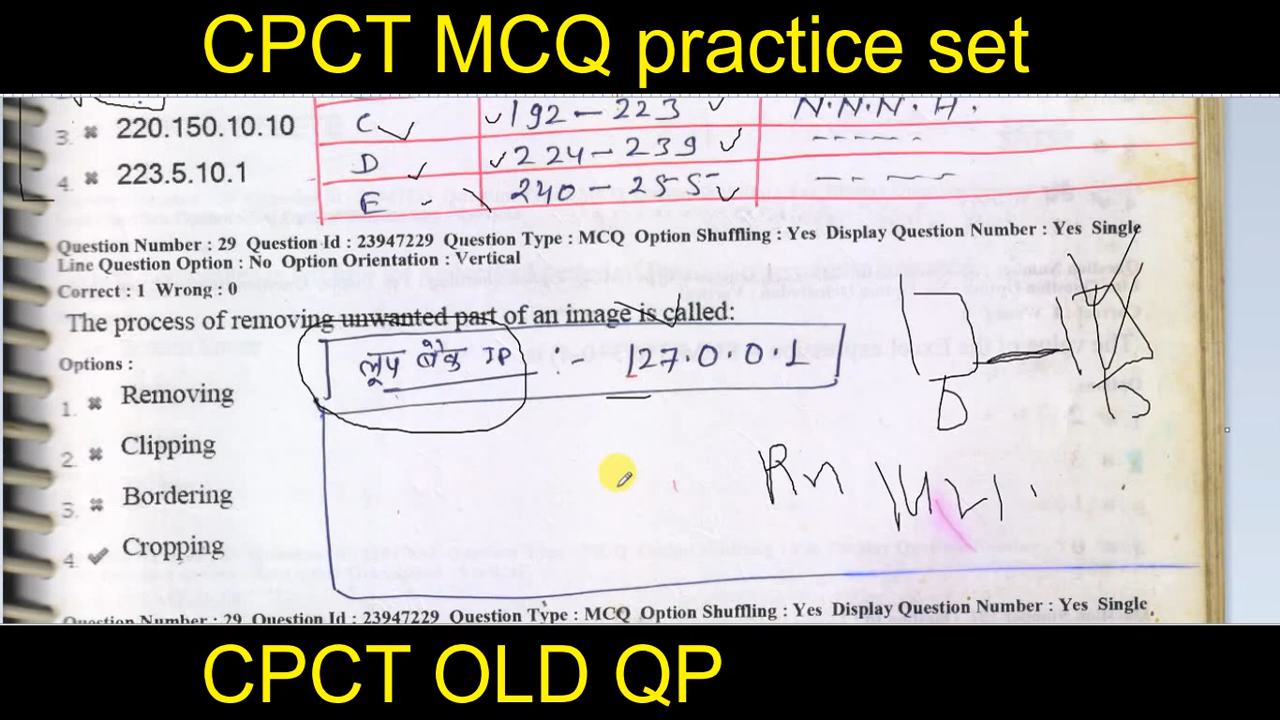 CPCT MCQ practice set
C 192 - 223 N.N.N.H.
3. 220.150.10.10
D 224 - 239
4. 223.5.10.1
E 240 - 255
Question Number : 29 Question Id : 23947229 Question Type : MCQ Option Shuffling : Yes Display Question Number : Yes Single
Line Question Option : No Option Orientation : Vertical
Correct : 1 Wrong : 0
The process of removing unwanted part of an image is called:
लूप बैक IP :- 127.0.0.1
Options :
1. Removing
2. Clipping
3. Bordering
4. Cropping
D
Question Number : 29 Question Id : 23947229 Question Type : MCQ Option Shuffling : Yes Display Question Number : Yes Single
CPCT OLD QP